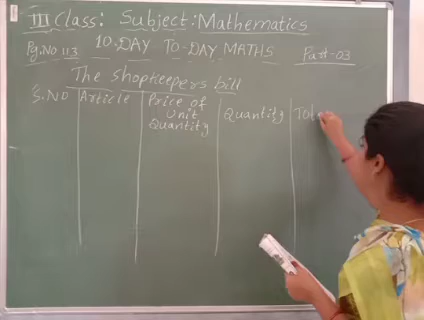 III Class: Subject: Mathematics
Pg.No 113 10. DAY TO-DAY MATHS Part-03
The shopkeepers bill
S.No Article Price of Unit Quantity Quantity Tot